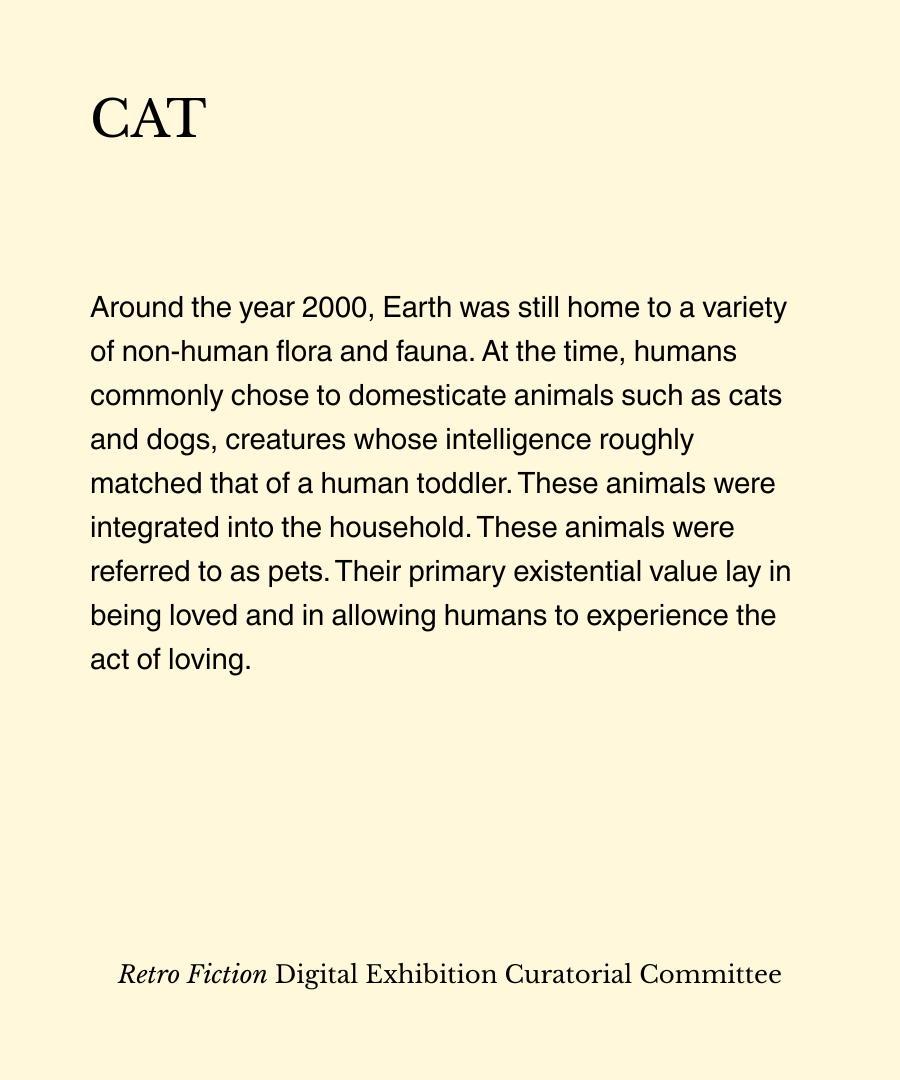 CAT
Around the year 2000, Earth was still home to a variety
of non-human flora and fauna. At the time, humans
commonly chose to domesticate animals such as cats
and dogs, creatures whose intelligence roughly
matched that of a human toddler. These animals were
integrated into the household. These animals were
referred to as pets. Their primary existential value lay in
being loved and in allowing humans to experience the
act of loving.
Retro Fiction Digital Exhibition Curatorial Committee